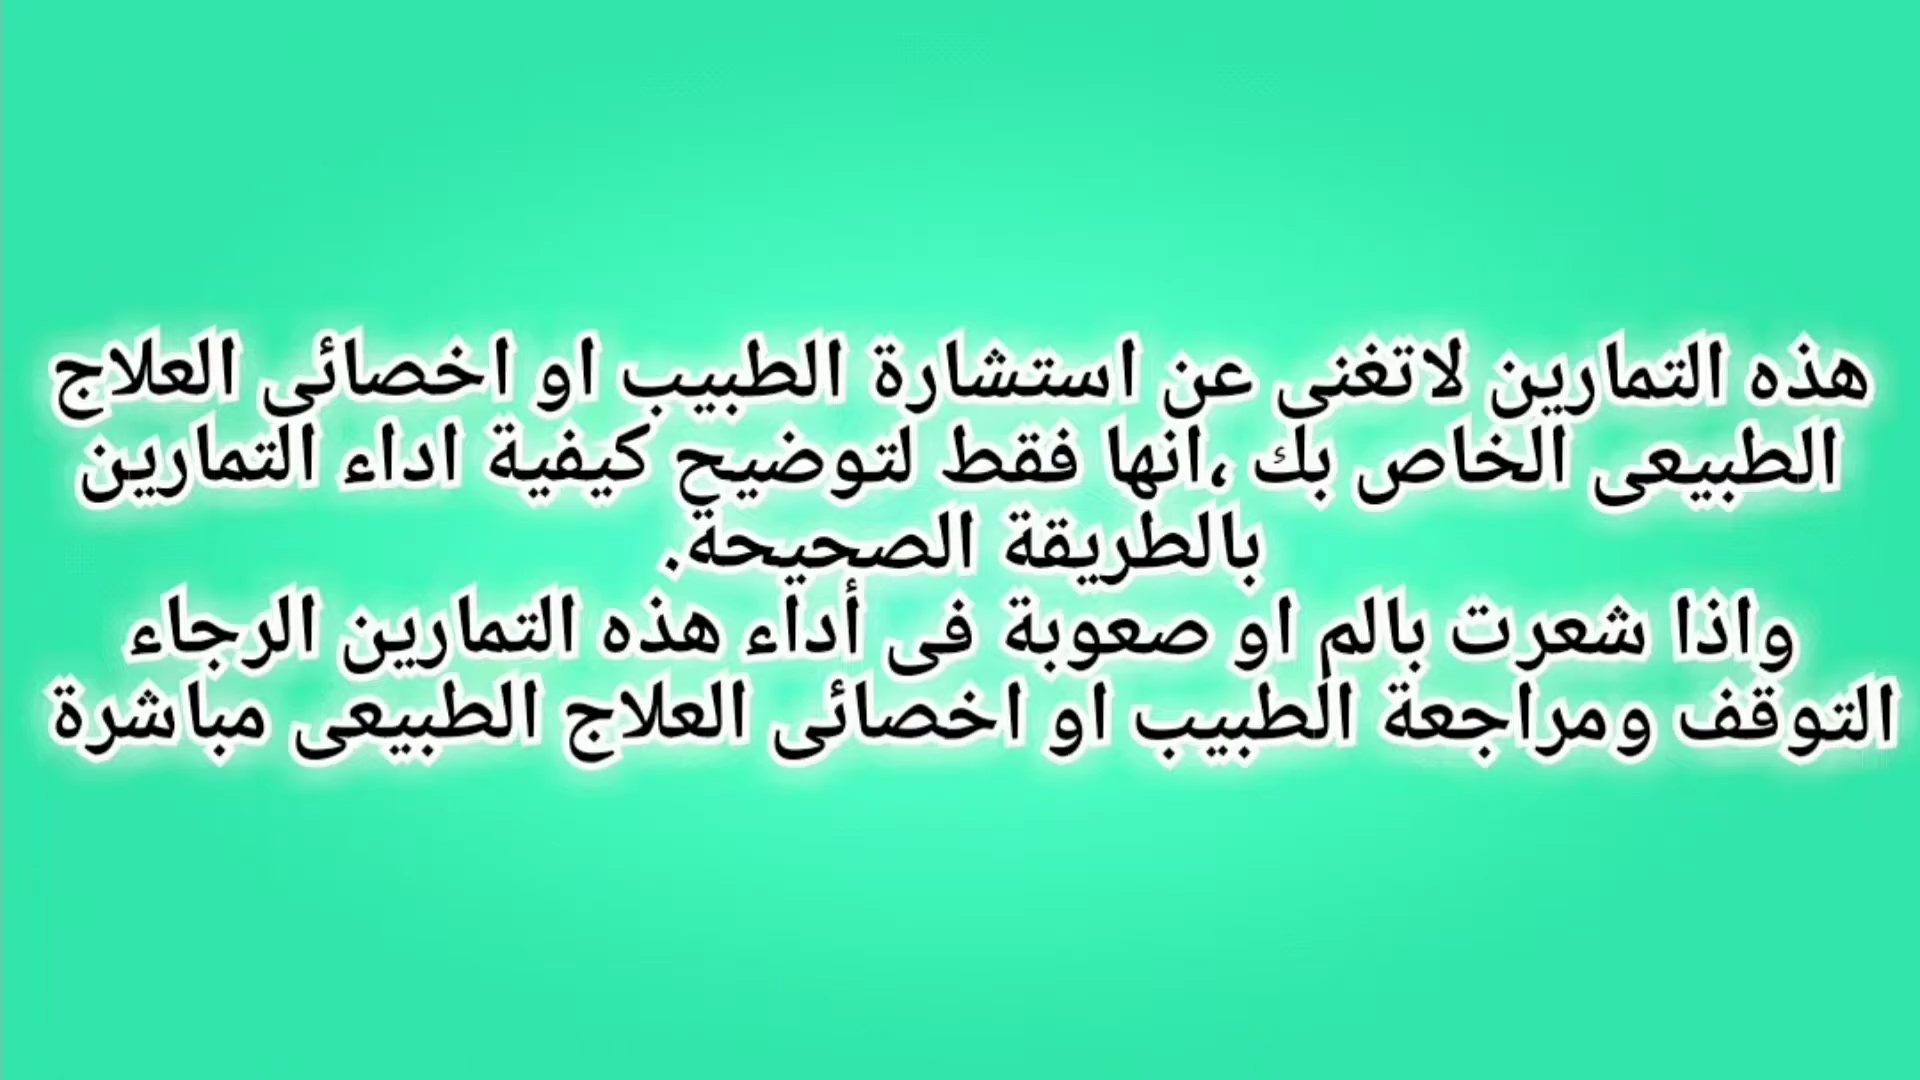 هذه التمارين لاتغنى عن استشارة الطبيب او اخصائى العلاج
الطبيعى الخاص بك ،انها فقط لتوضيح كيفية اداء التمارين
بالطريقة الصحيحة.
واذا شعرت بالم او صعوبة فى أداء هذه التمارين الرجاء
التوقف ومراجعة الطبيب او اخصائى العلاج الطبيعى مباشرة